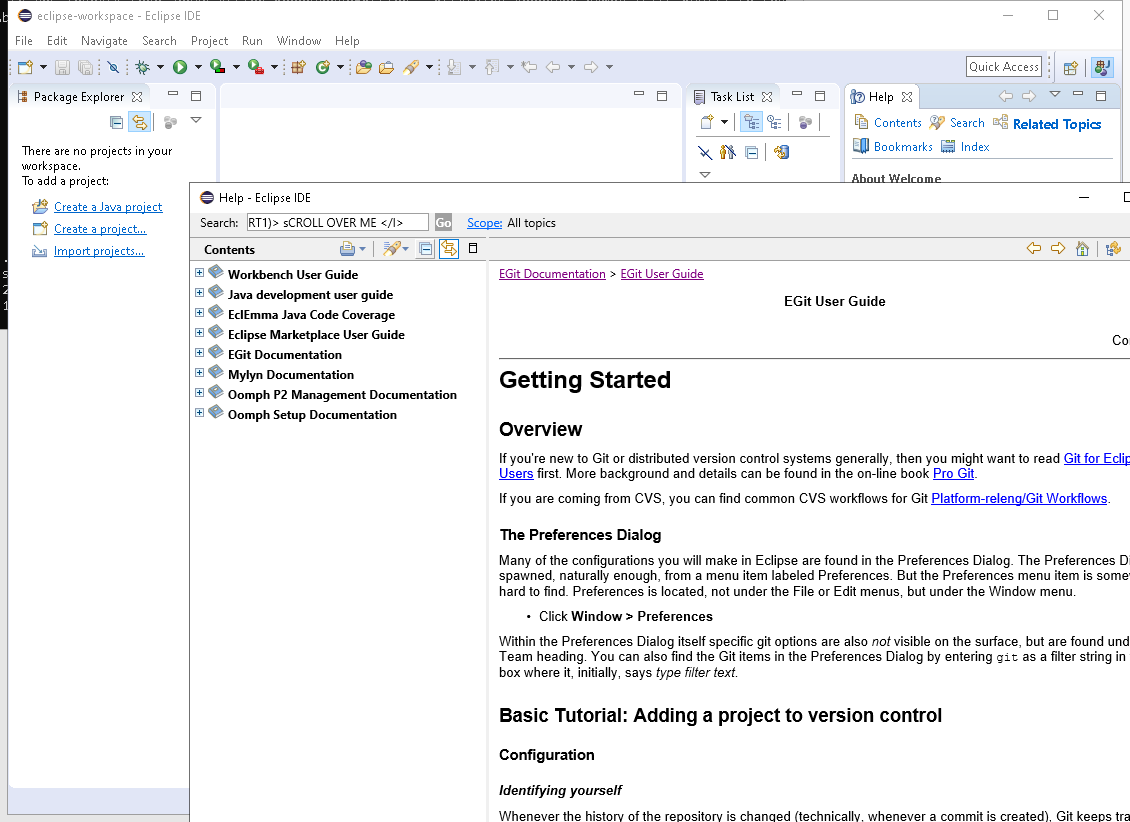 eclipse-workspace - Eclipse IDE
File Edit Navigate Search Project Run Window Help
Quick Access
Package Explorer
Task List
Help
Contents Search Related Topics
Bookmarks Index
About Welcome
There are no projects in your
workspace.
To add a project:
Create a Java project
Create a project...
Import projects...
Help - Eclipse IDE
Search: RT1)> sCROLL OVER ME </I> Go Scope: All topics
Contents
Workbench User Guide
Java development user guide
EclEmma Java Code Coverage
Eclipse Marketplace User Guide
EGit Documentation
Mylyn Documentation
Oomph P2 Management Documentation
Oomph Setup Documentation
EGit Documentation > EGit User Guide
EGit User Guide
Co
Getting Started
Overview
If you're new to Git or distributed version control systems generally, then you might want to read Git for Eclip
Users first. More background and details can be found in the on-line book Pro Git.
If you are coming from CVS, you can find common CVS workflows for Git Platform-releng/Git Workflows.
The Preferences Dialog
Many of the configurations you will make in Eclipse are found in the Preferences Dialog. The Preferences Di
spawned, naturally enough, from a menu item labeled Preferences. But the Preferences menu item is some
hard to find. Preferences is located, not under the File or Edit menus, but under the Window menu.
• Click Window > Preferences
Within the Preferences Dialog itself specific git options are also not visible on the surface, but are found und
Team heading. You can also find the Git items in the Preferences Dialog by entering git as a filter string in
box where it, initially, says type filter text.
Basic Tutorial: Adding a project to version control
Configuration
Identifying yourself
Whenever the history of the repository is changed (technically, whenever a commit is created), Git keeps tra